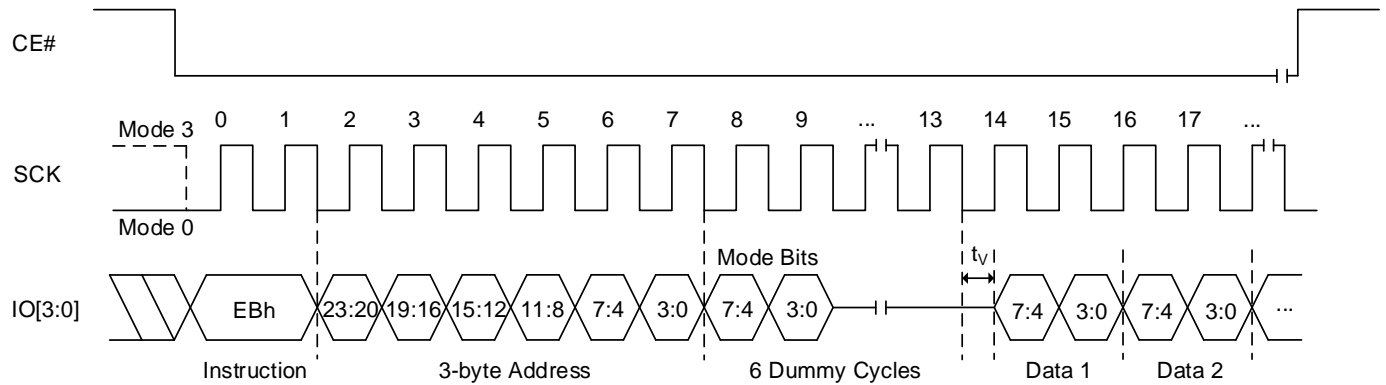 CE#
Mode 3 0 1 2 3 4 5 6 7 8 9 ... 13 14 15 16 17 ...
SCK
Mode 0
Mode Bits tV
IO[3:0] EBh 23:20 19:16 15:12 11:8 7:4 3:0 7:4 3:0 7:4 3:0 7:4 3:0 ...
Instruction 3-byte Address 6 Dummy Cycles Data 1 Data 2